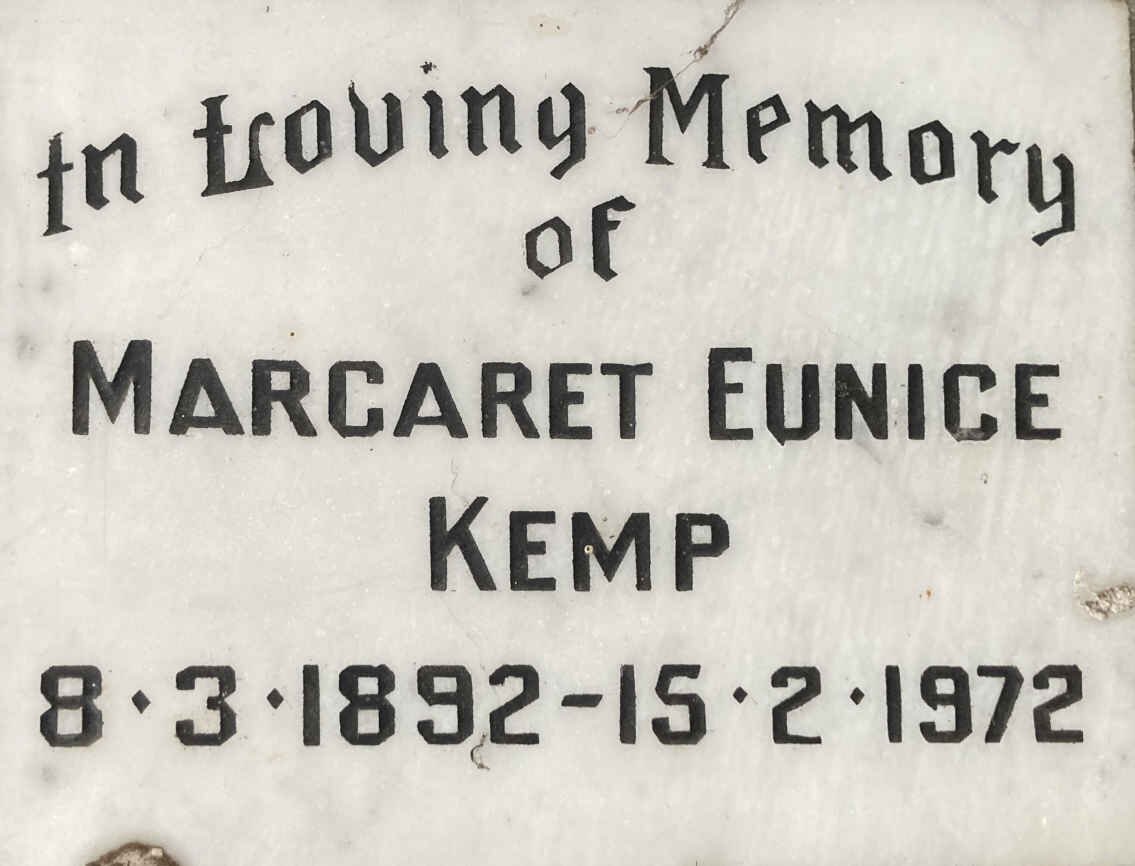 In Loving Memory
of
MARGARET EUNICE
KEMP
8·3·1892-15·2·1972